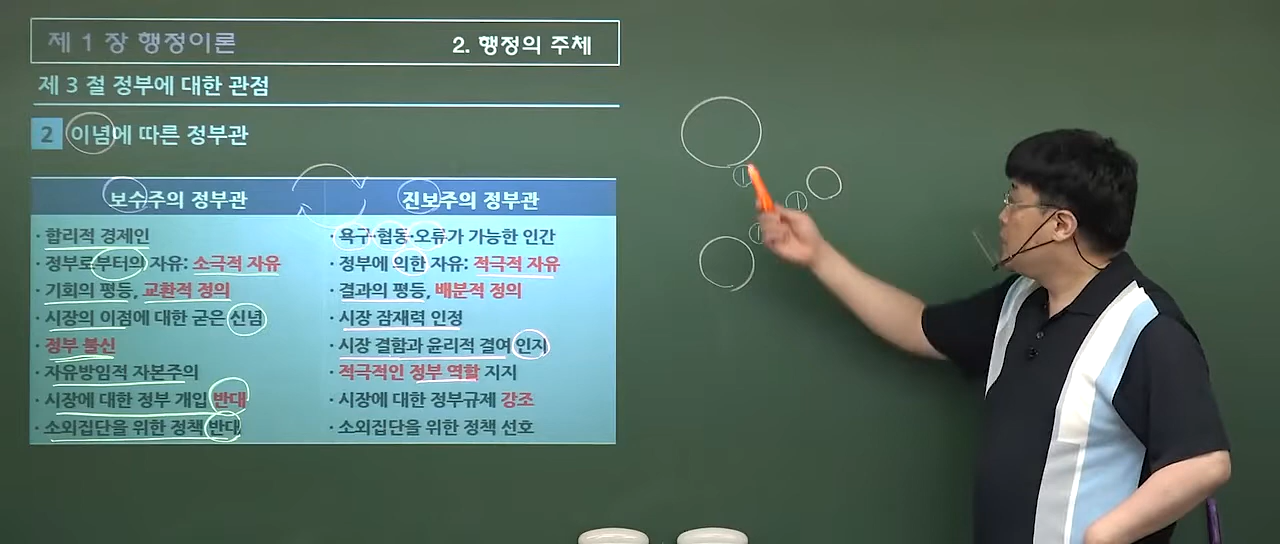 제 1 장 행정이론
2. 행정의 주체
제 3 절 정부에 대한 관점
2 이념에 따른 정부관
보수주의 정부관
진보주의 정부관
· 합리적 경제인
· 욕구·협동·오류가 가능한 인간
· 정부로부터의 자유: 소극적 자유
· 정부에 의한 자유: 적극적 자유
· 기회의 평등, 교환적 정의
· 결과의 평등, 배분적 정의
· 시장의 이점에 대한 굳은 신념
· 시장 잠재력 인정
· 정부 불신
· 시장 결함과 윤리적 결여 인지
· 자유방임적 자본주의
· 적극적인 정부 역할 지지
· 시장에 대한 정부 개입 반대
· 시장에 대한 정부규제 강조
· 소외집단을 위한 정책 반대
· 소외집단을 위한 정책 선호
1
1
1